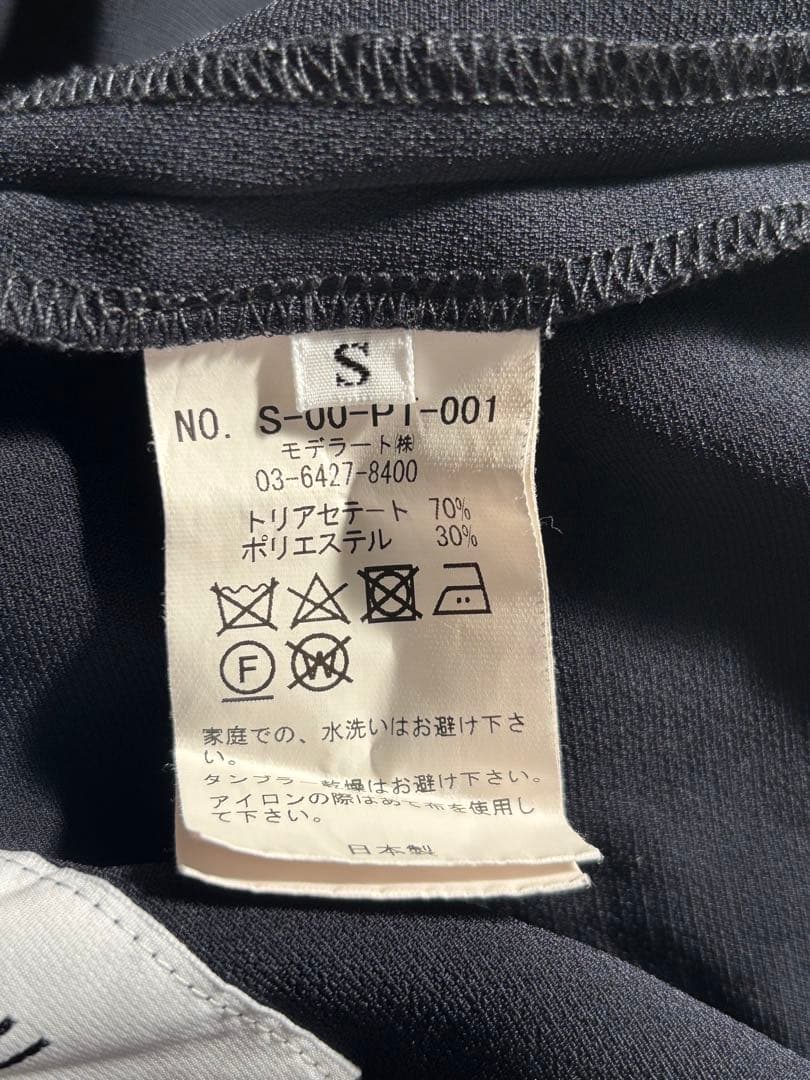 S
NO. S-00-PT-001
モデラート㈱
03-6427-8400
トリアセテート 70%
ポリエステル 30%
F
W
家庭での、水洗いはお避け下さ
い。
タンブラー乾燥はお避け下さい。
アイロンの際はあて布を使用し
て下さい。
日本製